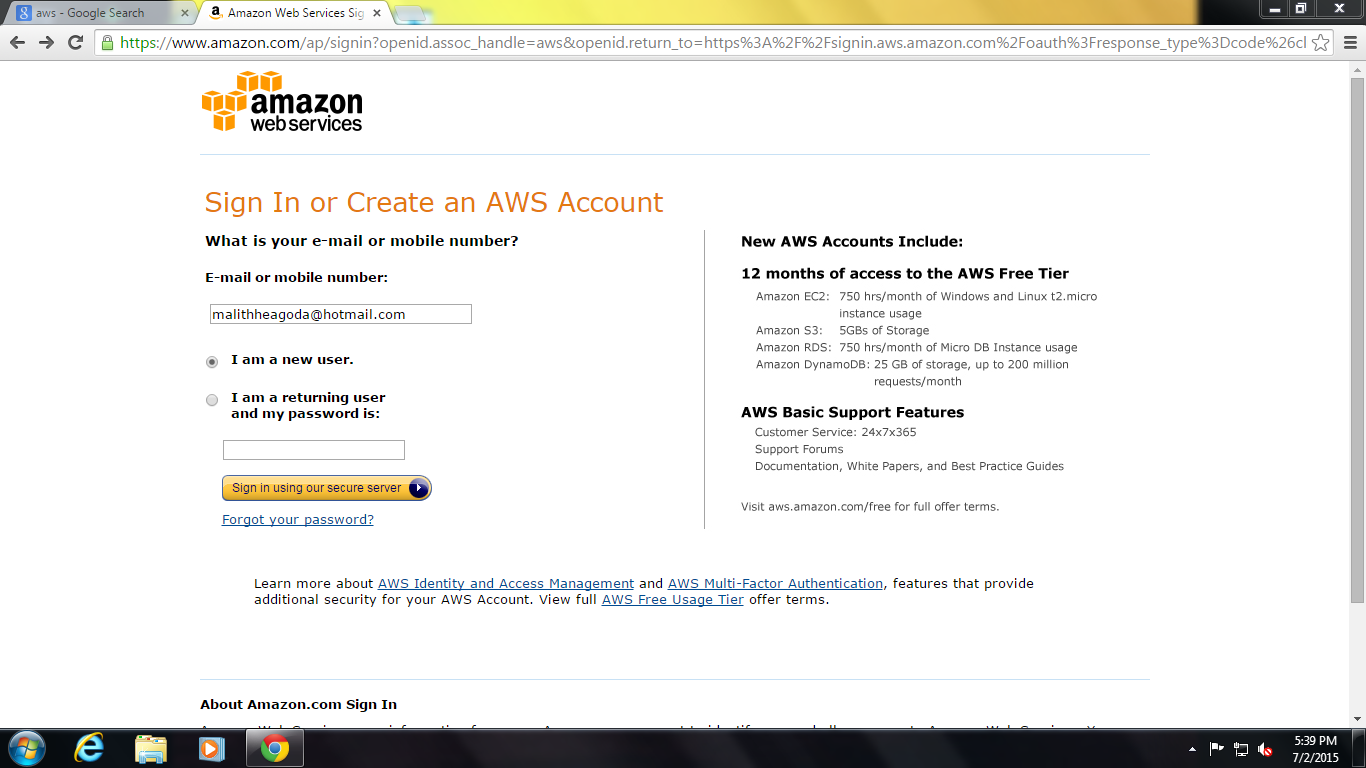 aws - Google Search
Amazon Web Services Sig
https://www.amazon.com/ap/signin?openid.assoc_handle=aws&openid.return_to=https%3A%2F%2Fsignin.aws.amazon.com%2Foauth%3Fresponse_type%3Dcode%26cl
amazon
web services
Sign In or Create an AWS Account
What is your e-mail or mobile number?
E-mail or mobile number:
malithheagoda@hotmail.com
I am a new user.
I am a returning user
and my password is:
Sign in using our secure server
Forgot your password?
New AWS Accounts Include:
12 months of access to the AWS Free Tier
Amazon EC2: 750 hrs/month of Windows and Linux t2.micro
instance usage
Amazon S3: 5GBs of Storage
Amazon RDS: 750 hrs/month of Micro DB Instance usage
Amazon DynamoDB: 25 GB of storage, up to 200 million
requests/month
AWS Basic Support Features
Customer Service: 24x7x365
Support Forums
Documentation, White Papers, and Best Practice Guides
Visit aws.amazon.com/free for full offer terms.
Learn more about AWS Identity and Access Management and AWS Multi-Factor Authentication, features that provide
additional security for your AWS Account. View full AWS Free Usage Tier offer terms.
About Amazon.com Sign In
5:39 PM
7/2/2015